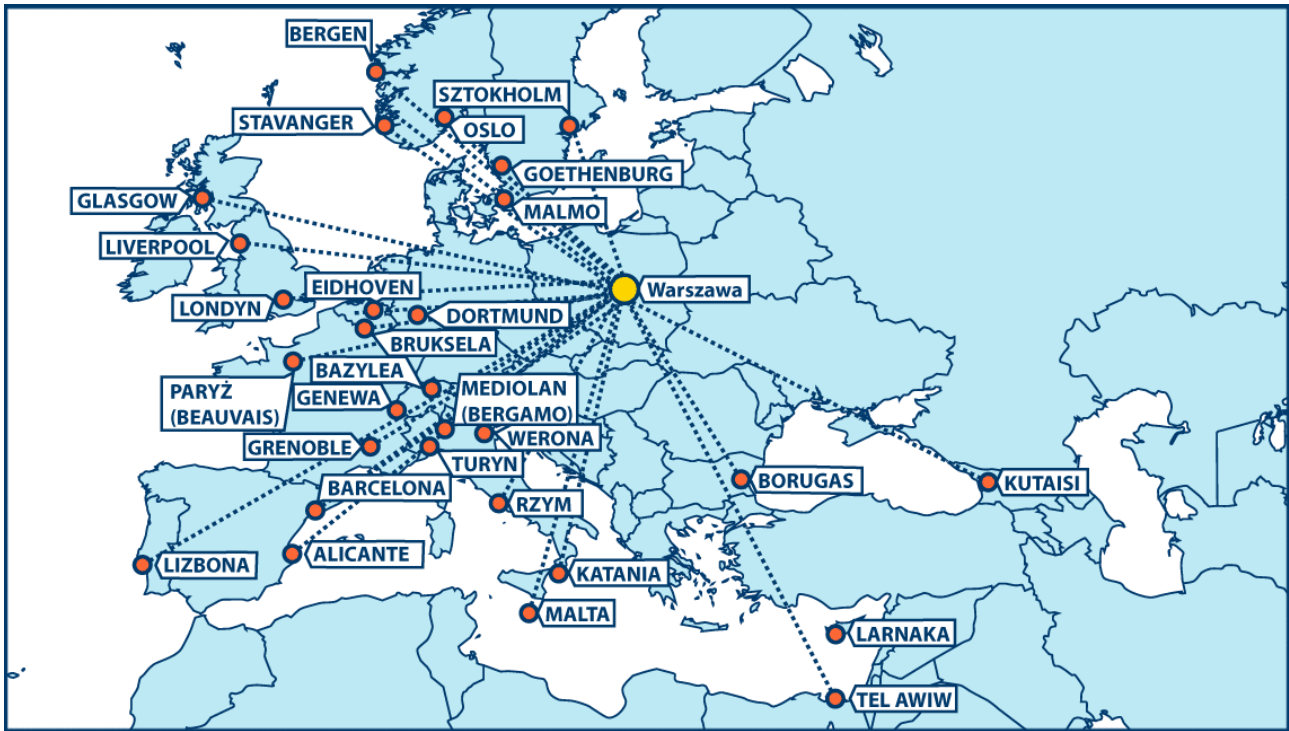 BERGEN
SZTOKHOLM
STAVANGER
OSLO
GOETHENBURG
GLASGOW
MALMO
LIVERPOOL
EIDHOVEN
Warszawa
LONDYN
DORTMUND
BRUKSELA
BAZYLEA
PARYŻ
(BEAUVAIS)
GENEWA
MEDIOLAN
(BERGAMO)
GRENOBLE
WERONA
TURYN
BARCELONA
BORUGAS
KUTAISI
RZYM
ALICANTE
LIZBONA
KATANIA
MALTA
LARNAKA
TEL AWIW